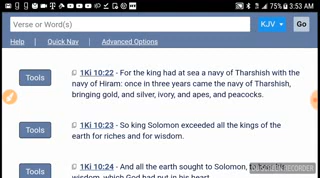 75% 3:53 AM
Verse or Word(s) KJV Go
Help Quick Nav Advanced Options
Tools 1Ki 10:22 - For the king had at sea a navy of Tharshish with the
navy of Hiram: once in three years came the navy of Tharshish,
bringing gold, and silver, ivory, and apes, and peacocks.
Tools 1Ki 10:23 - So king Solomon exceeded all the kings of the
earth for riches and for wisdom.
Tools 1Ki 10:24 - And all the earth sought to Solomon,
wisdom, which God had put in his heart.
RECORDER